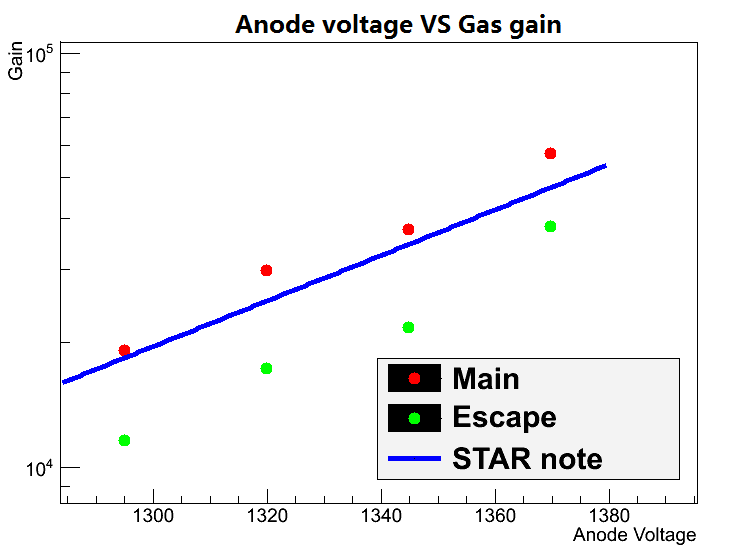 Anode voltage VS Gas gain
Gain
10^5
10^4
1300 1320 1340 1360 1380
Anode Voltage
Main
Escape
STAR note